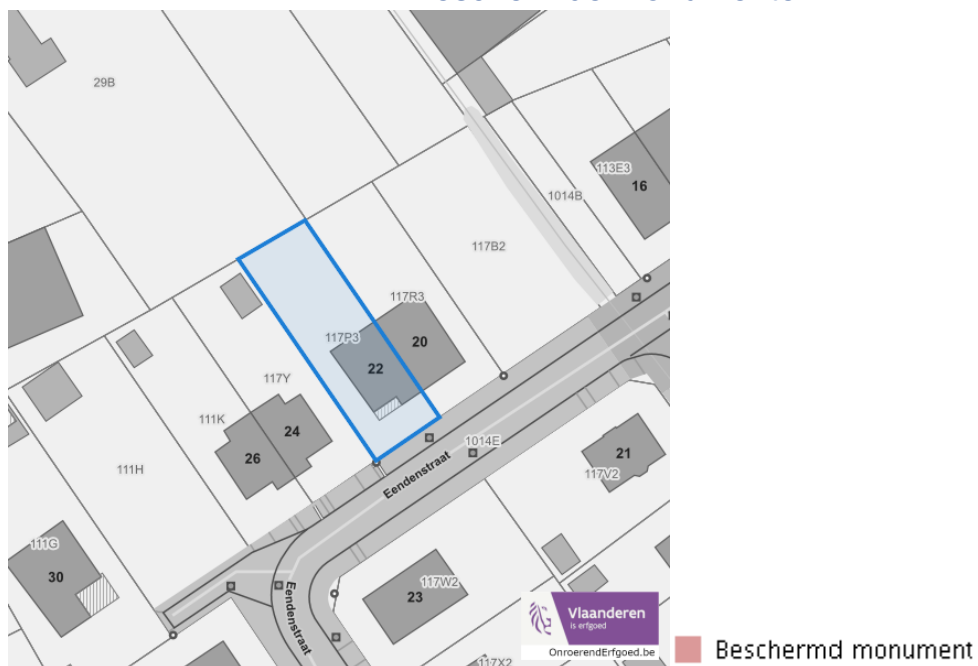 29B
113E3
16
1014B
117B2
117R3
117P3
20
22
117Y
111K
24
26
1014E
Eendenstraat
21
117V2
111H
111G
30
Eendenstraat
117W2
23
Vlaanderen
is erfgoed
OnroerendErfgoed.be
117X2
Beschermd monument